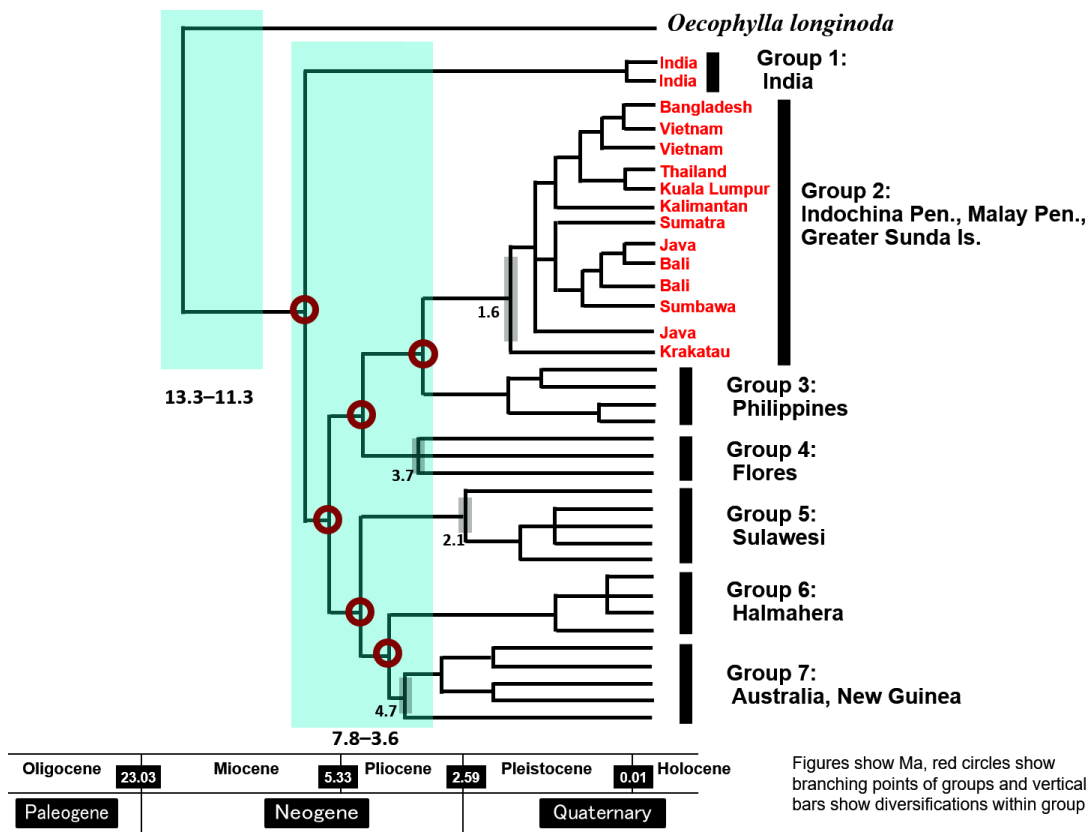 Oecophylla longinoda
India
India
Group 1:
India
Bangladesh
Vietnam
Vietnam
Thailand
Kuala Lumpur
Kalimantan
Sumatra
Java
Bali
Bali
Sumbawa
Java
Krakatau
Group 2:
Indochina Pen., Malay Pen.,
Greater Sunda Is.
1.6
13.3–11.3
Group 3:
Philippines
Group 4:
Flores
3.7
Group 5:
Sulawesi
2.1
Group 6:
Halmahera
Group 7:
Australia, New Guinea
4.7
7.8–3.6
Oligocene 23.03 Miocene 5.33 Pliocene 2.59 Pleistocene 0.01 Holocene
Paleogene Neogene Quaternary
Figures show Ma, red circles show
branching points of groups and vertical
bars show diversifications within group